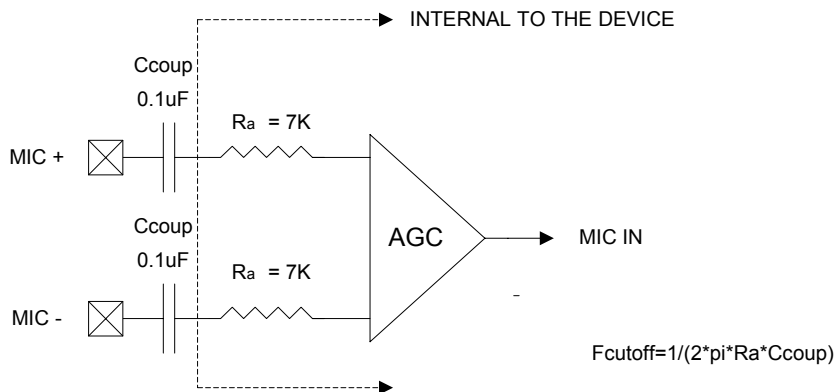 INTERNAL TO THE DEVICE
Ccoup
0.1uF
Ra = 7K
MIC +
Ccoup
0.1uF
AGC
MIC IN
Ra = 7K
MIC -
Fcutoff=1/(2*pi*Ra*Ccoup)